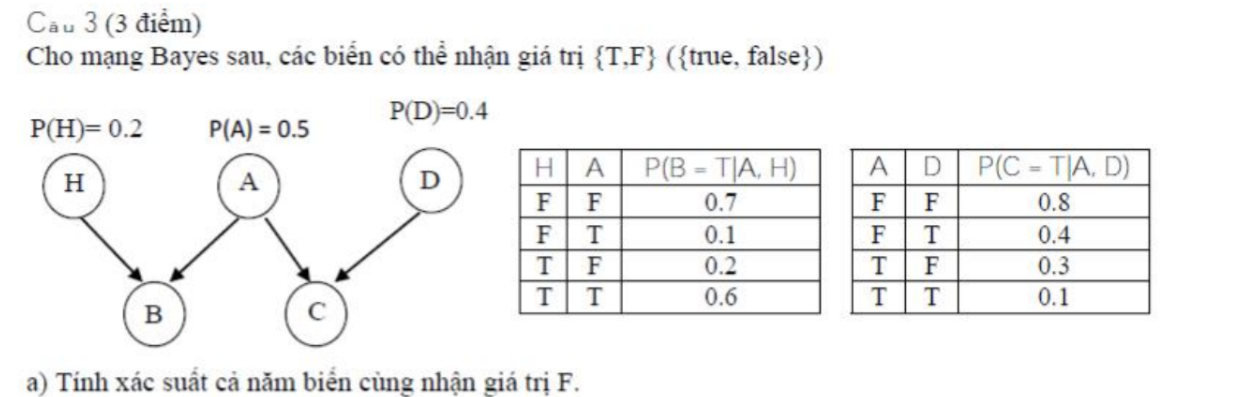 Câu 3 (3 điểm)
Cho mạng Bayes sau, các biến có thể nhận giá trị {T,F} ({true, false})
P(H)= 0.2 P(A) = 0.5 P(D)=0.4
H A D
B C
H A P(B = T|A, H)
F F 0.7
F T 0.1
T F 0.2
T T 0.6
A D P(C = T|A, D)
F F 0.8
F T 0.4
T F 0.3
T T 0.1
a) Tính xác suất cả năm biến cùng nhận giá trị F.